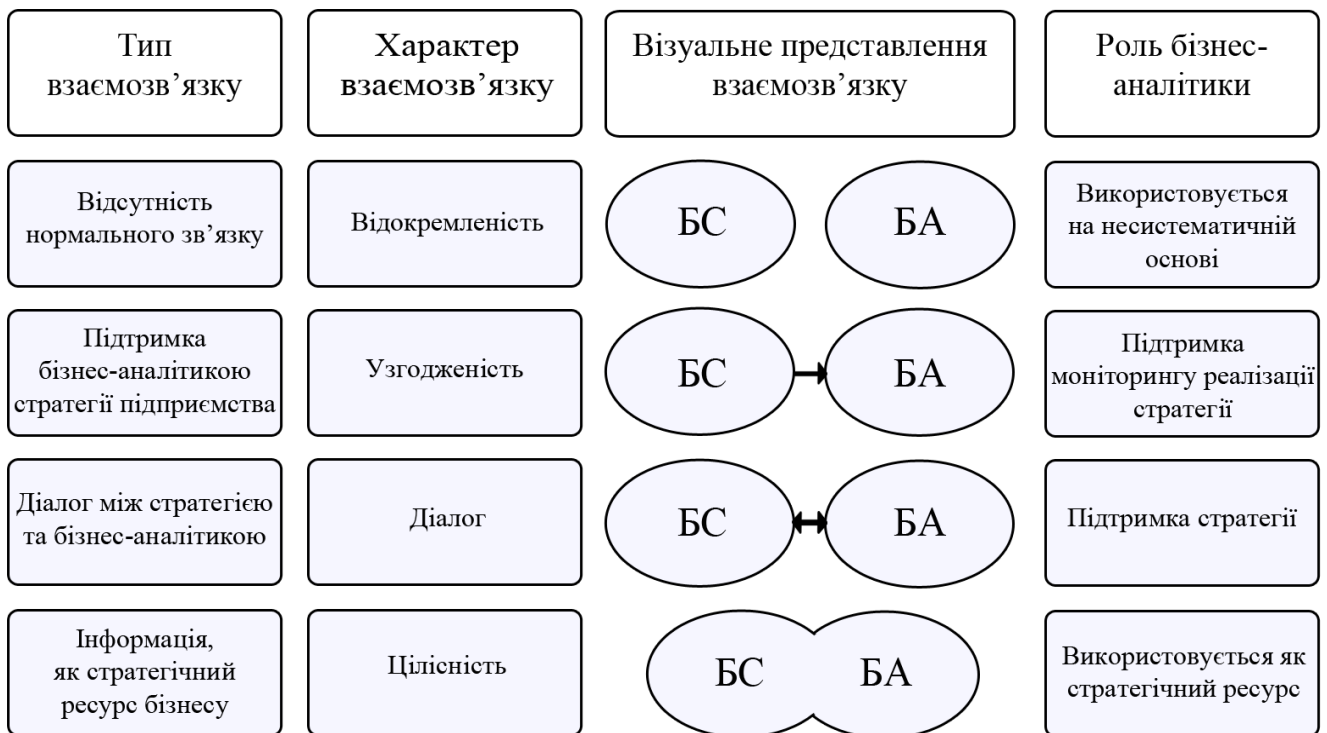 Тип
взаємозв’язку
Характер
взаємозв’язку
Візуальне представлення
взаємозв’язку
Роль бізнес-
аналітики
Відсутність
нормального зв’язку
Відокремленість
БС
БА
Використовується
на несистематичній
основі
Підтримка
бізнес-аналітикою
стратегії підприємства
Узгодженість
БС
БА
Підтримка
моніторингу реалізації
стратегії
Діалог між стратегією
та бізнес-аналітикою
Діалог
БС
БА
Підтримка стратегії
Інформація,
як стратегічний
ресурс бізнесу
Цілісність
БС
БА
Використовується як
стратегічний ресурс